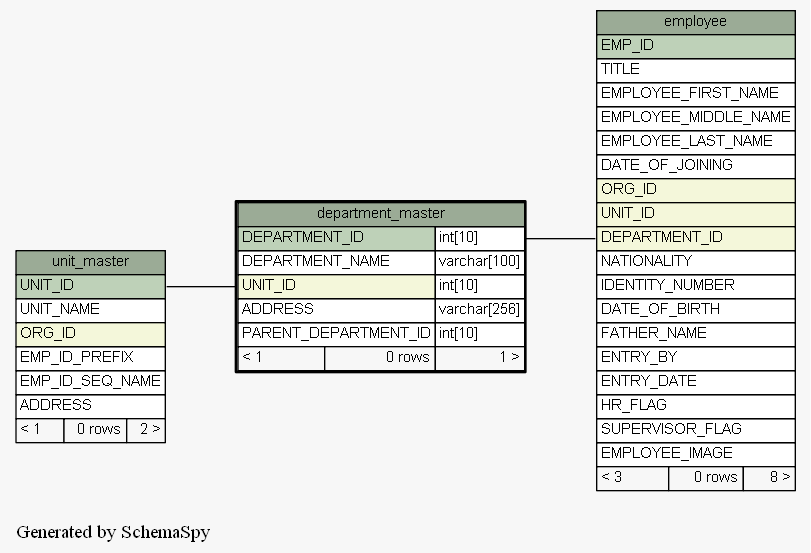 employee
EMP_ID
TITLE
EMPLOYEE_FIRST_NAME
EMPLOYEE_MIDDLE_NAME
EMPLOYEE_LAST_NAME
DATE_OF_JOINING
ORG_ID
UNIT_ID
DEPARTMENT_ID
NATIONALITY
IDENTITY_NUMBER
DATE_OF_BIRTH
FATHER_NAME
ENTRY_BY
ENTRY_DATE
HR_FLAG
SUPERVISOR_FLAG
EMPLOYEE_IMAGE
< 3 0 rows 8 >
department_master
DEPARTMENT_ID int[10]
DEPARTMENT_NAME varchar[100]
UNIT_ID int[10]
ADDRESS varchar[256]
PARENT_DEPARTMENT_ID int[10]
< 1 0 rows 1 >
unit_master
UNIT_ID
UNIT_NAME
ORG_ID
EMP_ID_PREFIX
EMP_ID_SEQ_NAME
ADDRESS
< 1 0 rows 2 >
Generated by SchemaSpy